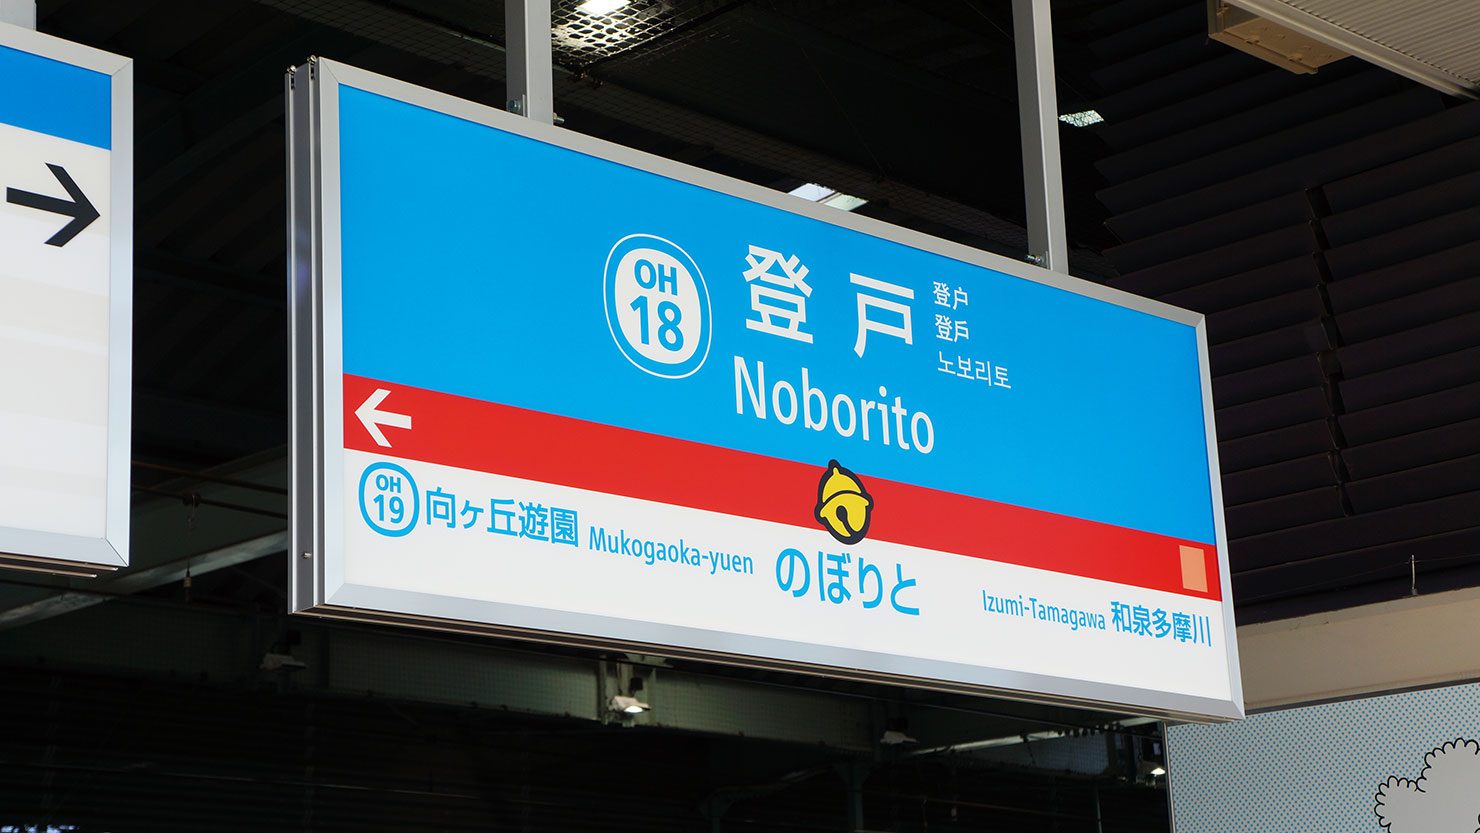 OH
18
登戸
登户
登戶
노보리토
Noborito
OH
19
向ヶ丘遊園 Mukogaoka-yuen
のぼりと
Izumi-Tamagawa 和泉多摩川